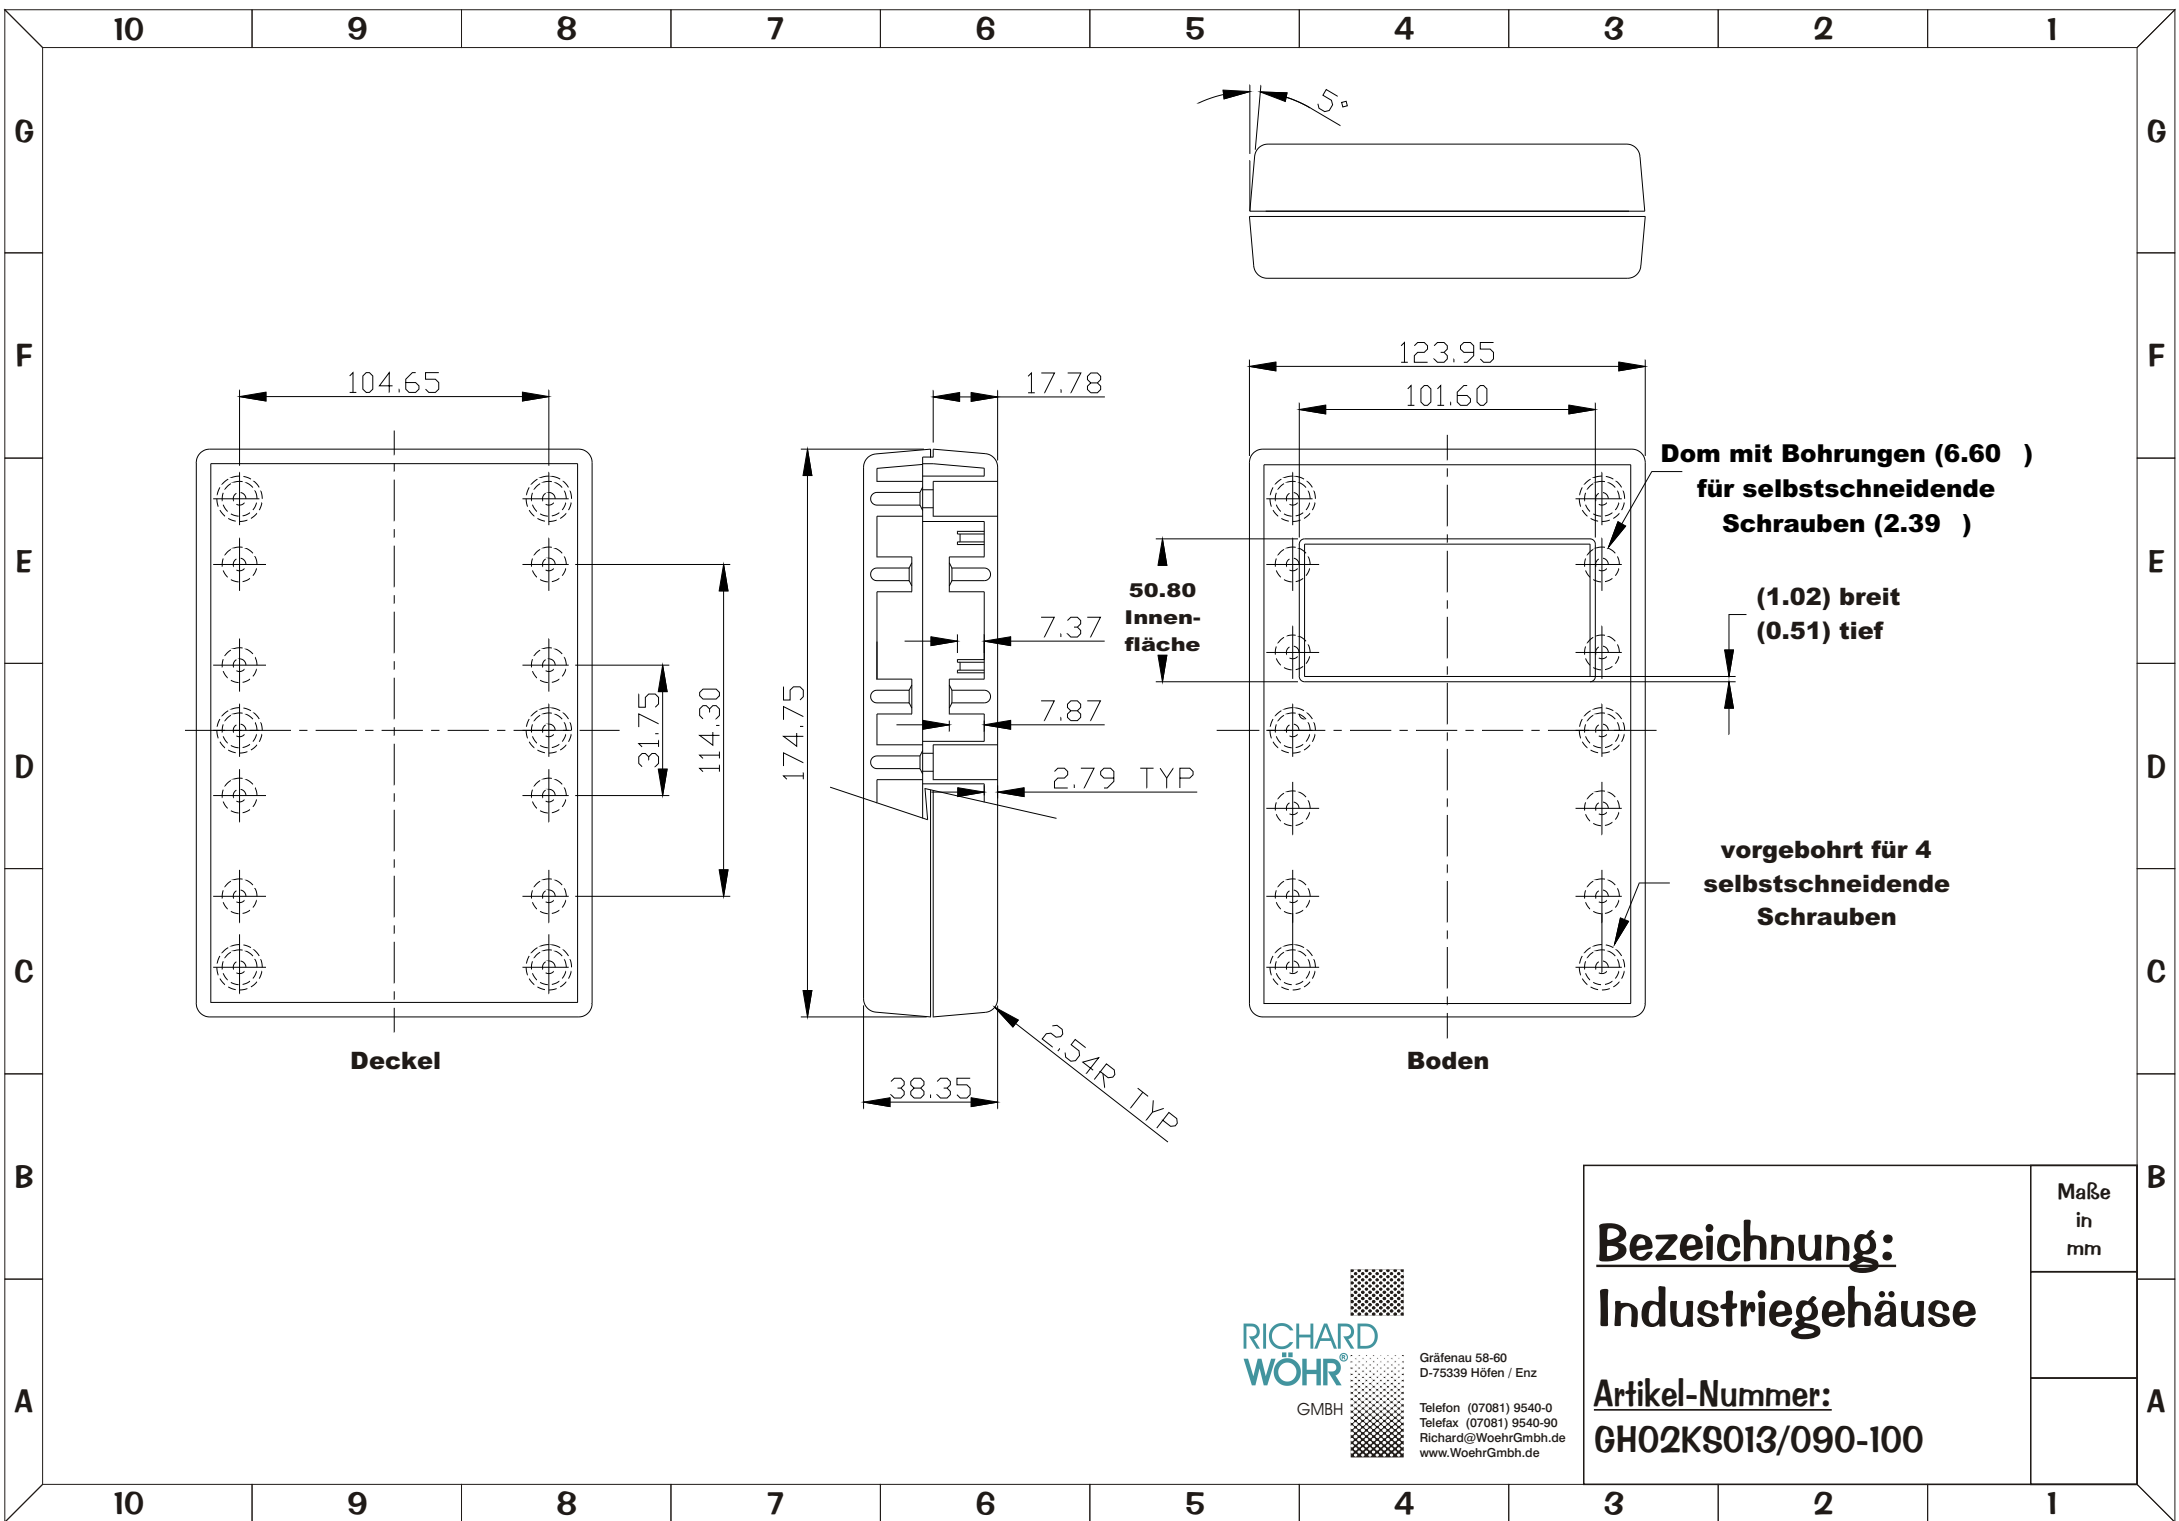 10 9 8 7 6 5 4 3 2 1
G G
5°
F F
123.95
104.65
17.78
101.60
Dom mit Bohrungen (6.60 )
für selbstschneidende
Schrauben (2.39 )
E E
50.80
Innen-
fläche
(1.02) breit
(0.51) tief
7.37
31.75
114.30
174.75
7.87
D D
2.79 TYP
vorgebohrt für 4
selbstschneidende
Schrauben
C C
Deckel
2.54R TYP
Boden
38.35
B B
Maße
in
mm
Bezeichnung:
Industriegehäuse
RICHARD
WÖHR®
GMBH
Gräfenau 58-60
D-75339 Höfen / Enz
Telefon (07081) 9540-0
Telefax (07081) 9540-90
Richard@WoehrGmbh.de
www.WoehrGmbh.de
Artikel-Nummer:
GH02KS013/090-100
A A
10 9 8 7 6 5 4 3 2 1